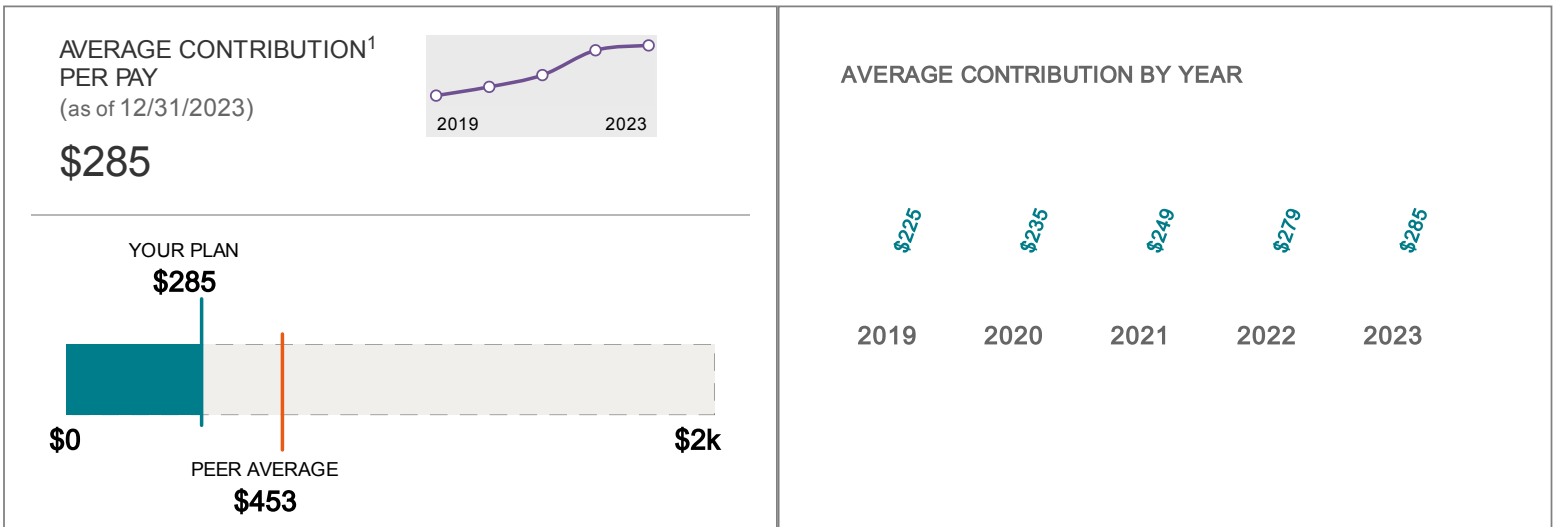 AVERAGE CONTRIBUTION1
PER PAY
(as of 12/31/2023)
$285
2019 2023
YOUR PLAN
$285
$0 $2k
PEER AVERAGE
$453
AVERAGE CONTRIBUTION BY YEAR
$225 $235 $249 $279 $285
2019 2020 2021 2022 2023